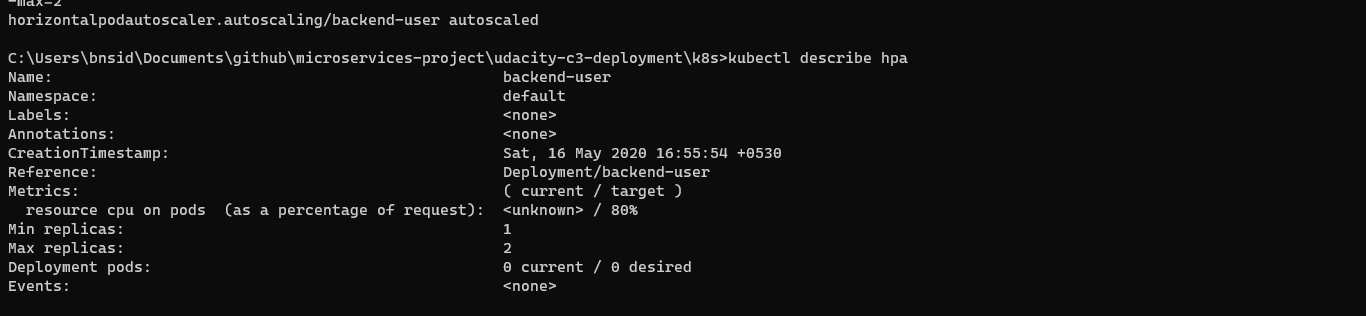 -max=2
horizontalpodautoscaler.autoscaling/backend-user autoscaled
C:\Users\bnsid\Documents\github\microservices-project\udacity-c3-deployment\k8s>kubectl describe hpa
Name: backend-user
Namespace: default
Labels: <none>
Annotations: <none>
CreationTimestamp: Sat, 16 May 2020 16:55:54 +0530
Reference: Deployment/backend-user
Metrics: ( current / target )
resource cpu on pods (as a percentage of request): <unknown> / 80%
Min replicas: 1
Max replicas: 2
Deployment pods: 0 current / 0 desired
Events: <none>